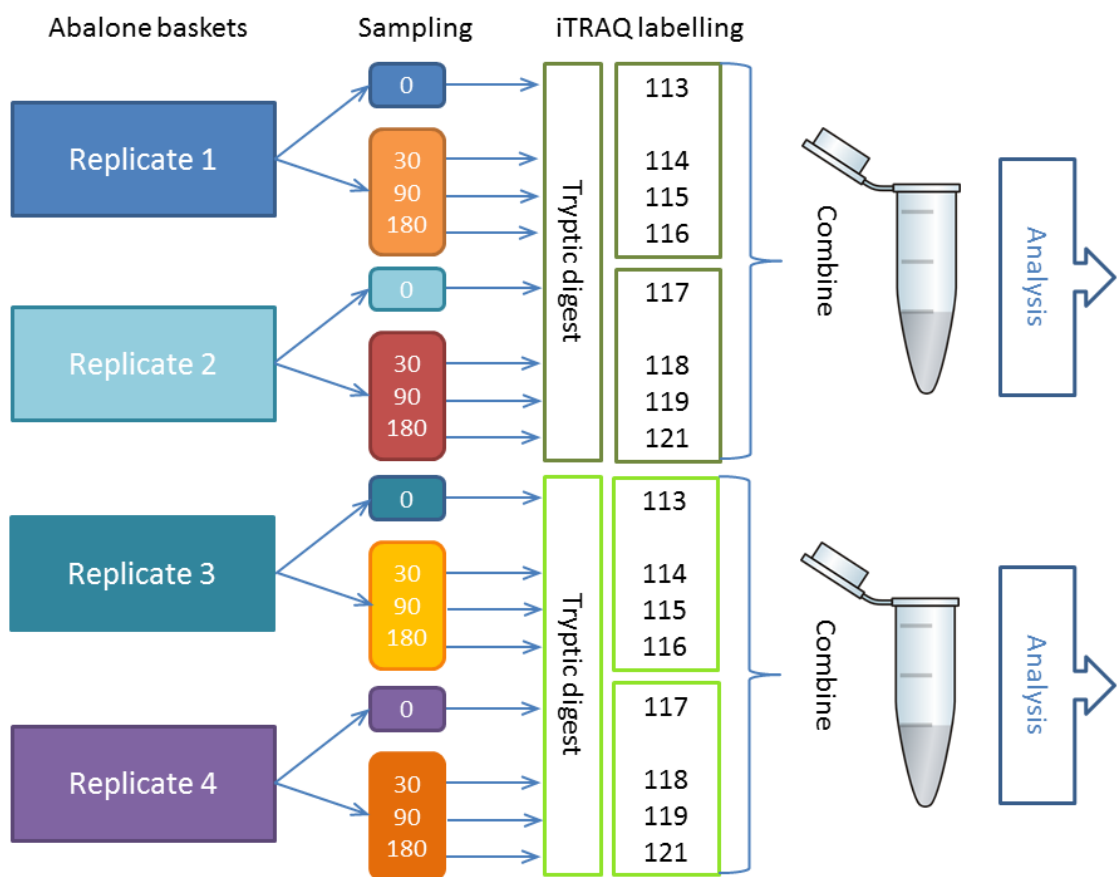 Abalone baskets
Sampling
iTRAQ labelling
Replicate 1
0
30
90
180
Replicate 2
0
30
90
180
Tryptic digest
113
114
115
116
117
118
119
121
Combine
Analysis
Replicate 3
0
30
90
180
Replicate 4
0
30
90
180
Tryptic digest
113
114
115
116
117
118
119
121
Combine
Analysis